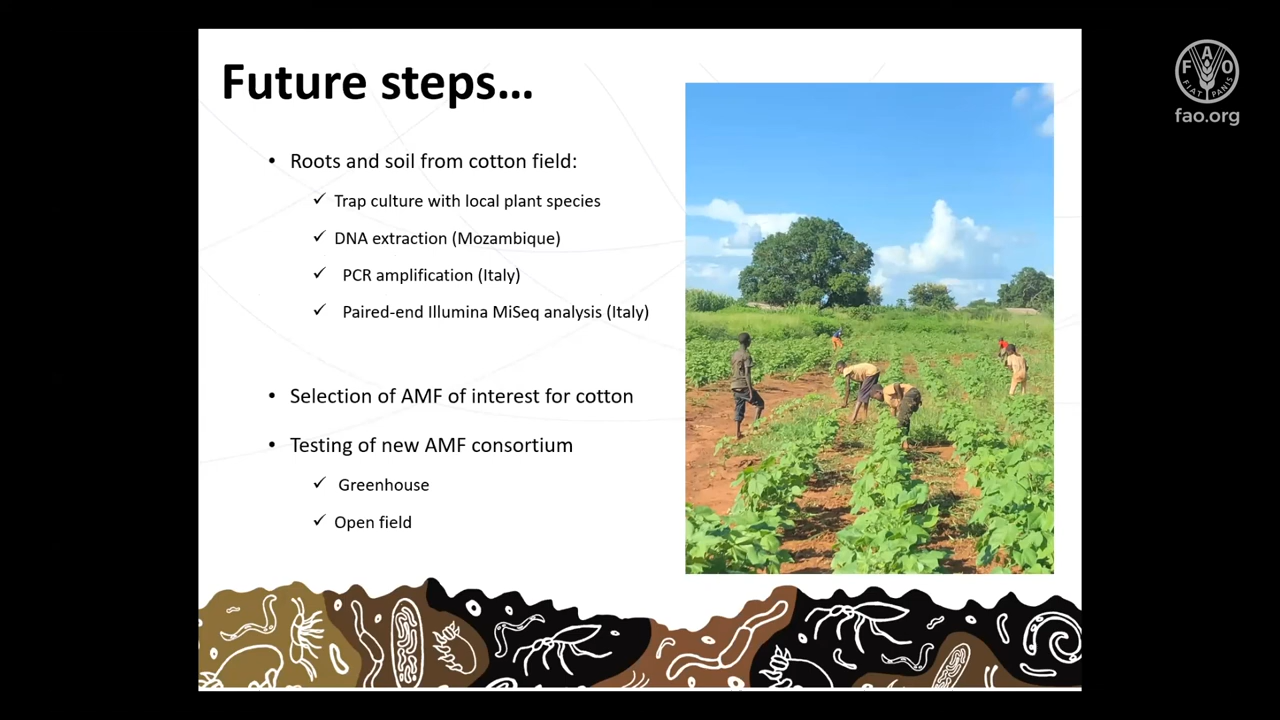 Future steps...
Roots and soil from cotton field:
Trap culture with local plant species
DNA extraction (Mozambique)
PCR amplification (Italy)
Paired-end Illumina MiSeq analysis (Italy)
Selection of AMF of interest for cotton
Testing of new AMF consortium
Greenhouse
Open field
F A O
FIAT PANIS
fao.org